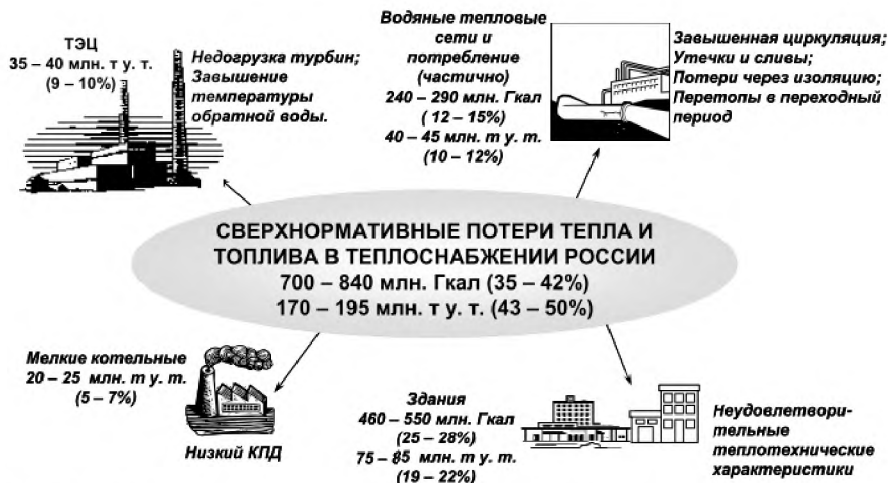 ТЭЦ
35 – 40 млн. т у. т.
(9 – 10%)
Недогрузка турбин;
Завышение
температуры
обратной воды.
Водяные тепловые
сети и
потребление
(частично)
240 – 290 млн. Гкал
( 12 – 15%)
40 – 45 млн. т у. т.
(10 – 12%)
Завышенная циркуляция;
Утечки и сливы;
Потери через изоляцию;
Перетопы в переходный
период
СВЕРХНОРМАТИВНЫЕ ПОТЕРИ ТЕПЛА И
ТОПЛИВА В ТЕПЛОСНАБЖЕНИИ РОССИИ
700 – 840 млн. Гкал (35 – 42%)
170 – 195 млн. т у. т. (43 – 50%)
Мелкие котельные
20 – 25 млн. т у. т.
(5 – 7%)
Низкий КПД
Здания
460 – 550 млн. Гкал
(25 – 28%)
75 – 85 млн. т у. т.
(19 – 22%)
Неудовлетвори-
тельные
теплотехнические
характеристики